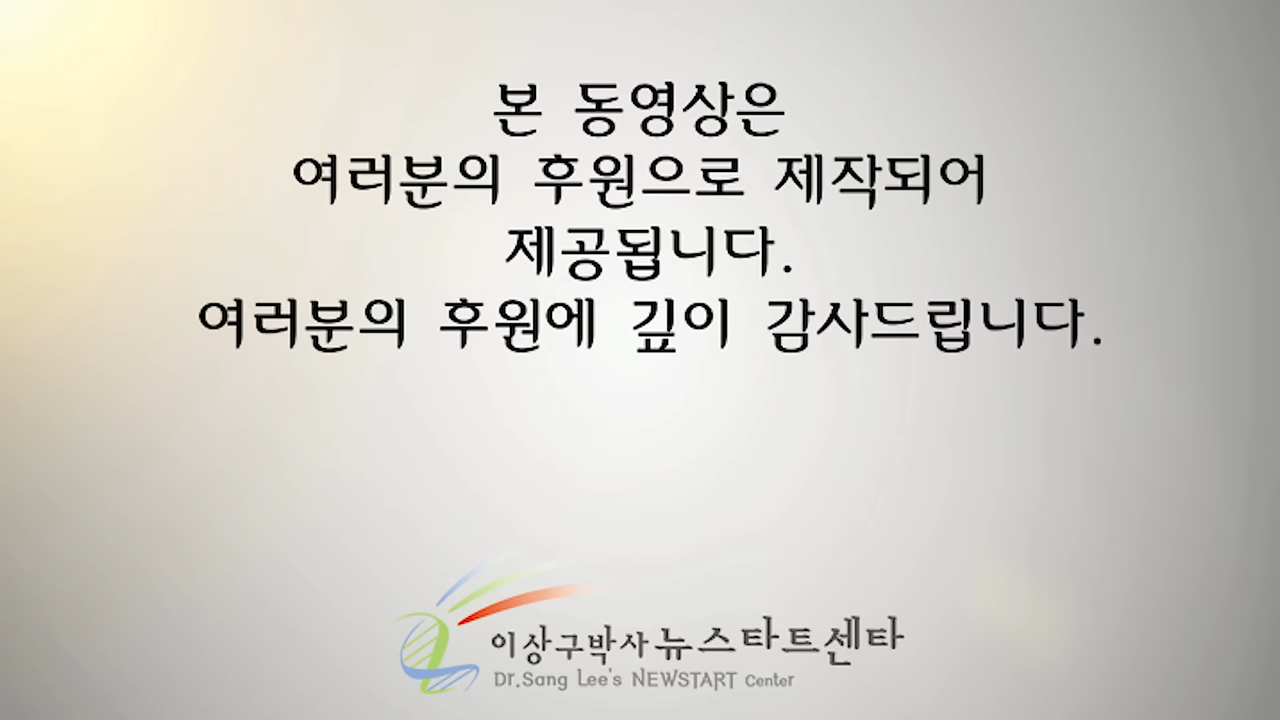 본 동영상은
여러분의 후원으로 제작되어
제공됩니다.
여러분의 후원에 깊이 감사드립니다.
이상구박사 뉴스타트센타
Dr.Sang Lee's NEWSTART Center